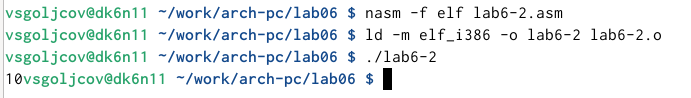 vsgoljcov@dk6n11 ~/work/arch-pc/lab06 $ nasm -f elf lab6-2.asm
vsgoljcov@dk6n11 ~/work/arch-pc/lab06 $ ld -m elf_i386 -o lab6-2 lab6-2.o
vsgoljcov@dk6n11 ~/work/arch-pc/lab06 $ ./lab6-2
10vsgoljcov@dk6n11 ~/work/arch-pc/lab06 $